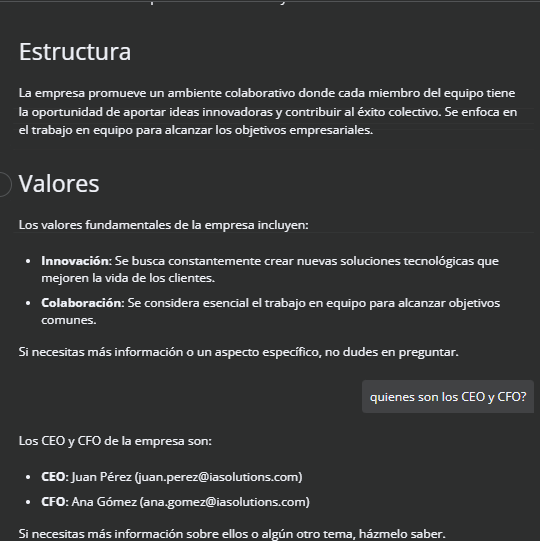 Estructura
La empresa promueve un ambiente colaborativo donde cada miembro del equipo tiene
la oportunidad de aportar ideas innovadoras y contribuir al éxito colectivo. Se enfoca en
el trabajo en equipo para alcanzar los objetivos empresariales.
Valores
Los valores fundamentales de la empresa incluyen:
• Innovación: Se busca constantemente crear nuevas soluciones tecnológicas que
mejoren la vida de los clientes.
• Colaboración: Se considera esencial el trabajo en equipo para alcanzar objetivos
comunes.
Si necesitas más información o un aspecto específico, no dudes en preguntar.
quienes son los CEO y CFO?
Los CEO y CFO de la empresa son:
• CEO: Juan Pérez (juan.perez@iasolutions.com)
• CFO: Ana Gómez (ana.gomez@iasolutions.com)
Si necesitas más información sobre ellos o algún otro tema, házmelo saber.